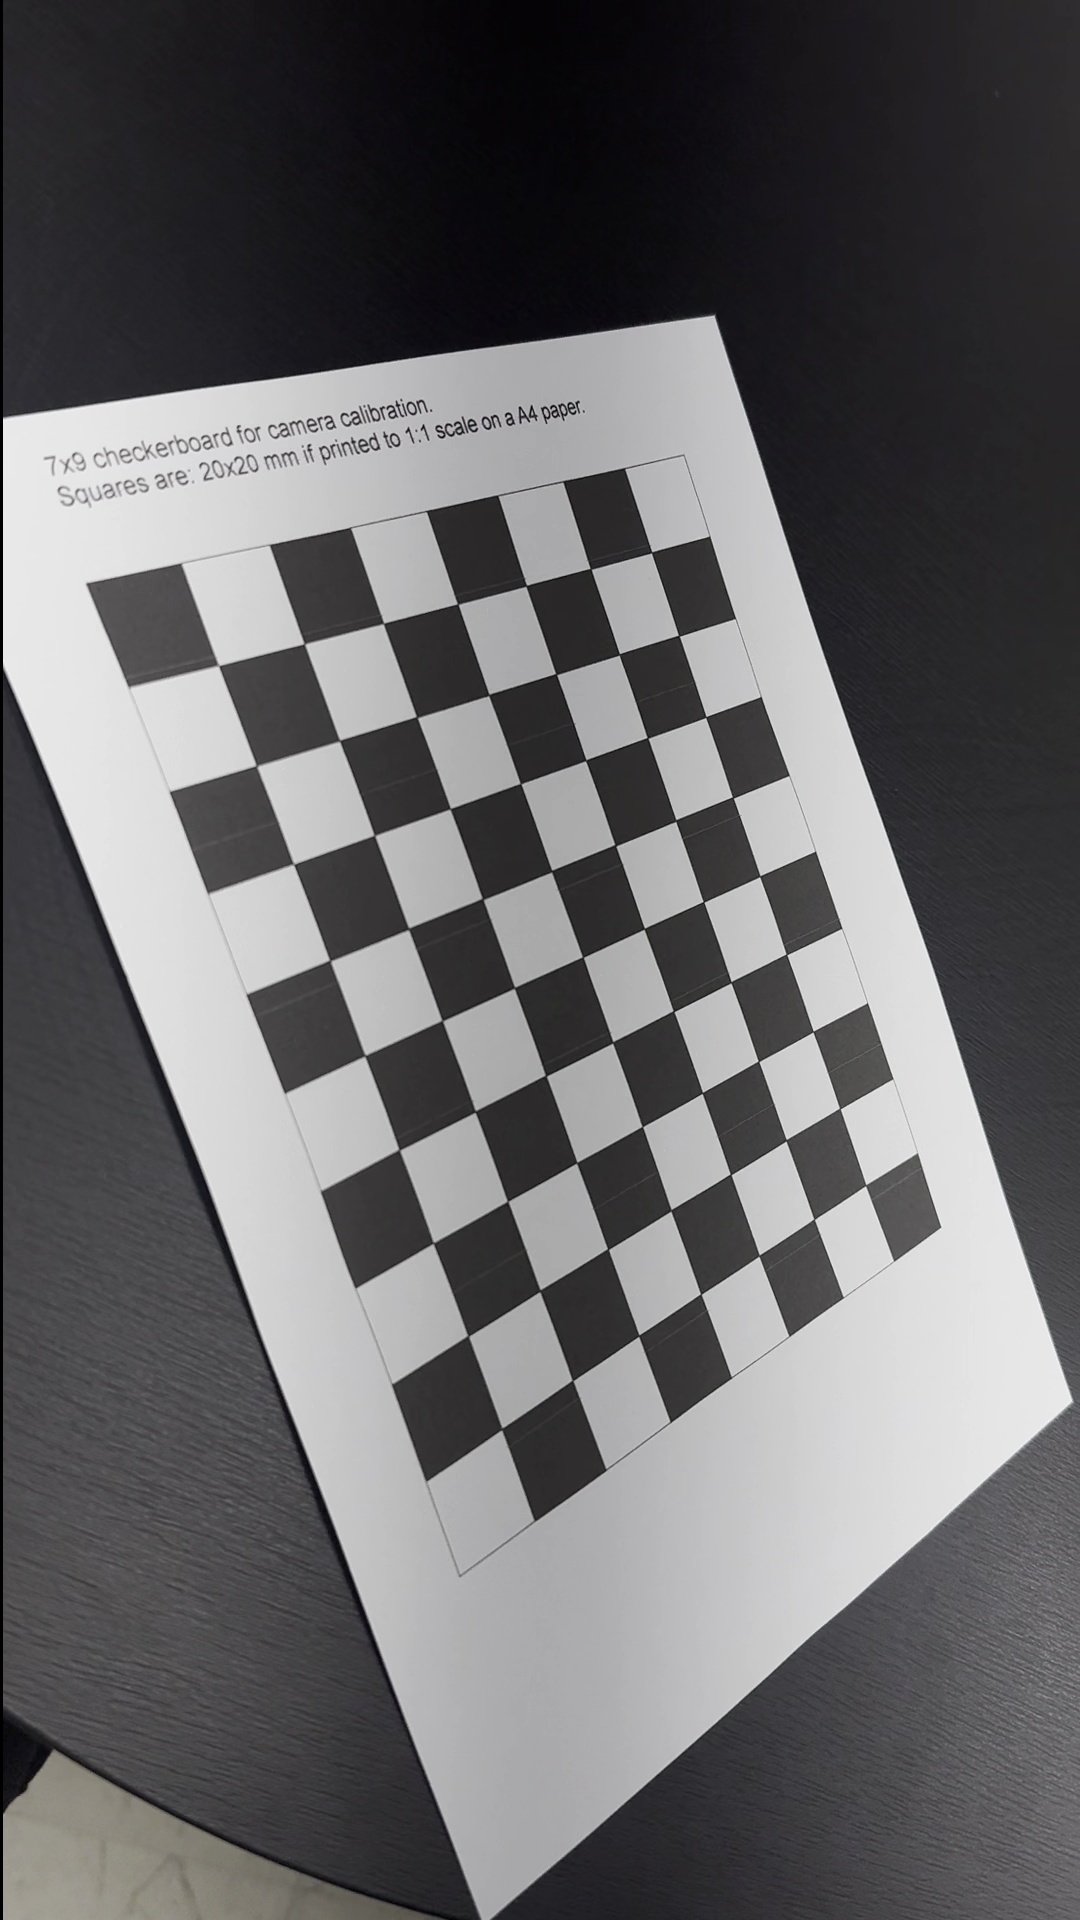 7x9 checkerboard for camera calibration.
Squares are: 20x20 mm if printed to 1:1 scale on a A4 paper.